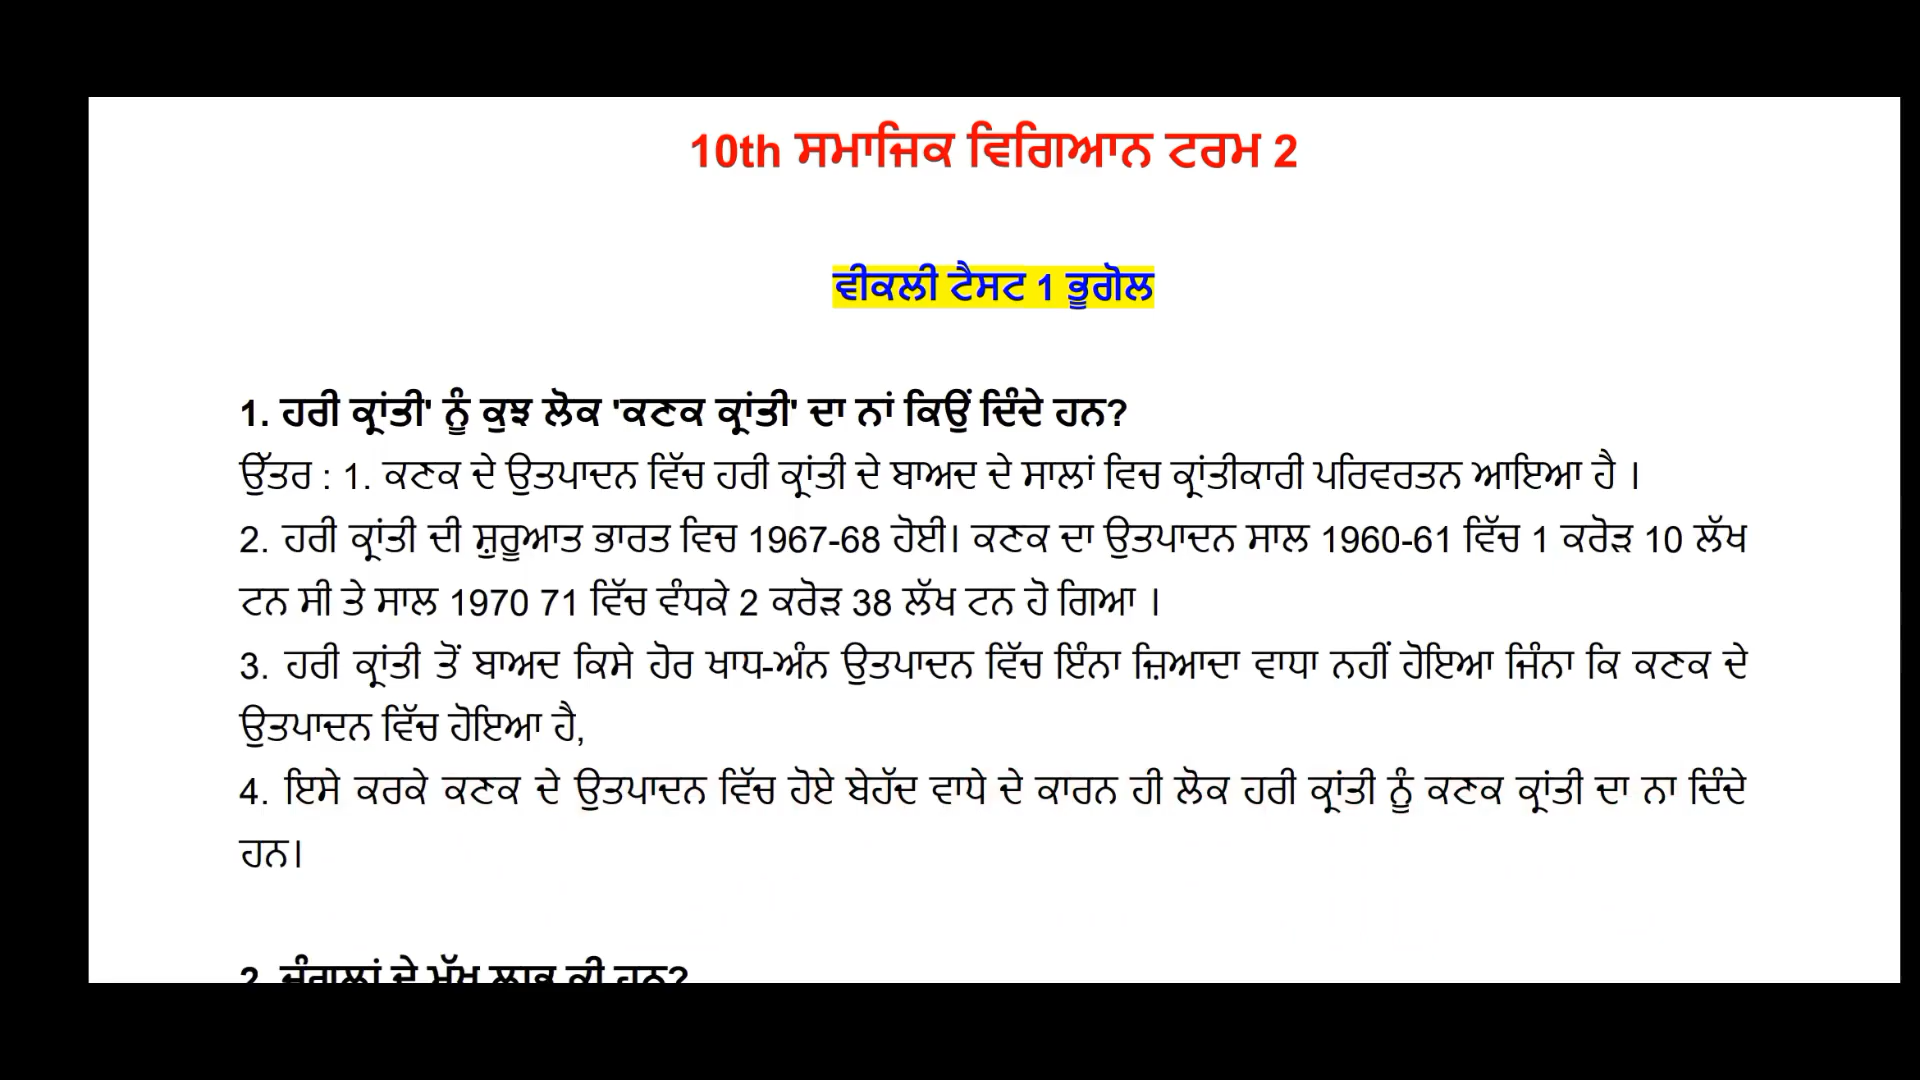 10th ਸਮਾਜਿਕ ਵਿਗਿਆਨ ਟਰਮ 2
ਵੀਕਲੀ ਟੈਸਟ 1 ਭੂਗੋਲ
1. ਹਰੀ ਕ੍ਰਾਂਤੀ' ਨੂੰ ਕੁਝ ਲੋਕ 'ਕਣਕ ਕ੍ਰਾਂਤੀ' ਦਾ ਨਾਂ ਕਿਉਂ ਦਿੰਦੇ ਹਨ?
ਉੱਤਰ : 1. ਕਣਕ ਦੇ ਉਤਪਾਦਨ ਵਿੱਚ ਹਰੀ ਕ੍ਰਾਂਤੀ ਦੇ ਬਾਅਦ ਦੇ ਸਾਲਾਂ ਵਿਚ ਕ੍ਰਾਂਤੀਕਾਰੀ ਪਰਿਵਰਤਨ ਆਇਆ ਹੈ ।
2. ਹਰੀ ਕ੍ਰਾਂਤੀ ਦੀ ਸ਼ੁਰੂਆਤ ਭਾਰਤ ਵਿਚ 1967-68 ਹੋਈ। ਕਣਕ ਦਾ ਉਤਪਾਦਨ ਸਾਲ 1960-61 ਵਿੱਚ 1 ਕਰੋੜ 10 ਲੱਖ
ਟਨ ਸੀ ਤੇ ਸਾਲ 1970 71 ਵਿੱਚ ਵੰਧਕੇ 2 ਕਰੋੜ 38 ਲੱਖ ਟਨ ਹੋ ਗਿਆ ।
3. ਹਰੀ ਕ੍ਰਾਂਤੀ ਤੋਂ ਬਾਅਦ ਕਿਸੇ ਹੋਰ ਖਾਧ-ਅੰਨ ਉਤਪਾਦਨ ਵਿੱਚ ਇੰਨਾ ਜ਼ਿਆਦਾ ਵਾਧਾ ਨਹੀਂ ਹੋਇਆ ਜਿੰਨਾ ਕਿ ਕਣਕ ਦੇ
ਉਤਪਾਦਨ ਵਿੱਚ ਹੋਇਆ ਹੈ,
4. ਇਸੇ ਕਰਕੇ ਕਣਕ ਦੇ ਉਤਪਾਦਨ ਵਿੱਚ ਹੋਏ ਬੇਹੱਦ ਵਾਧੇ ਦੇ ਕਾਰਨ ਹੀ ਲੋਕ ਹਰੀ ਕ੍ਰਾਂਤੀ ਨੂੰ ਕਣਕ ਕ੍ਰਾਂਤੀ ਦਾ ਨਾ ਦਿੰਦੇ
ਹਨ।
2. ਜੰਗਲਾਂ ਦੇ ਮੁੱਖ ਲਾਭ ਕੀ ਹਨ?